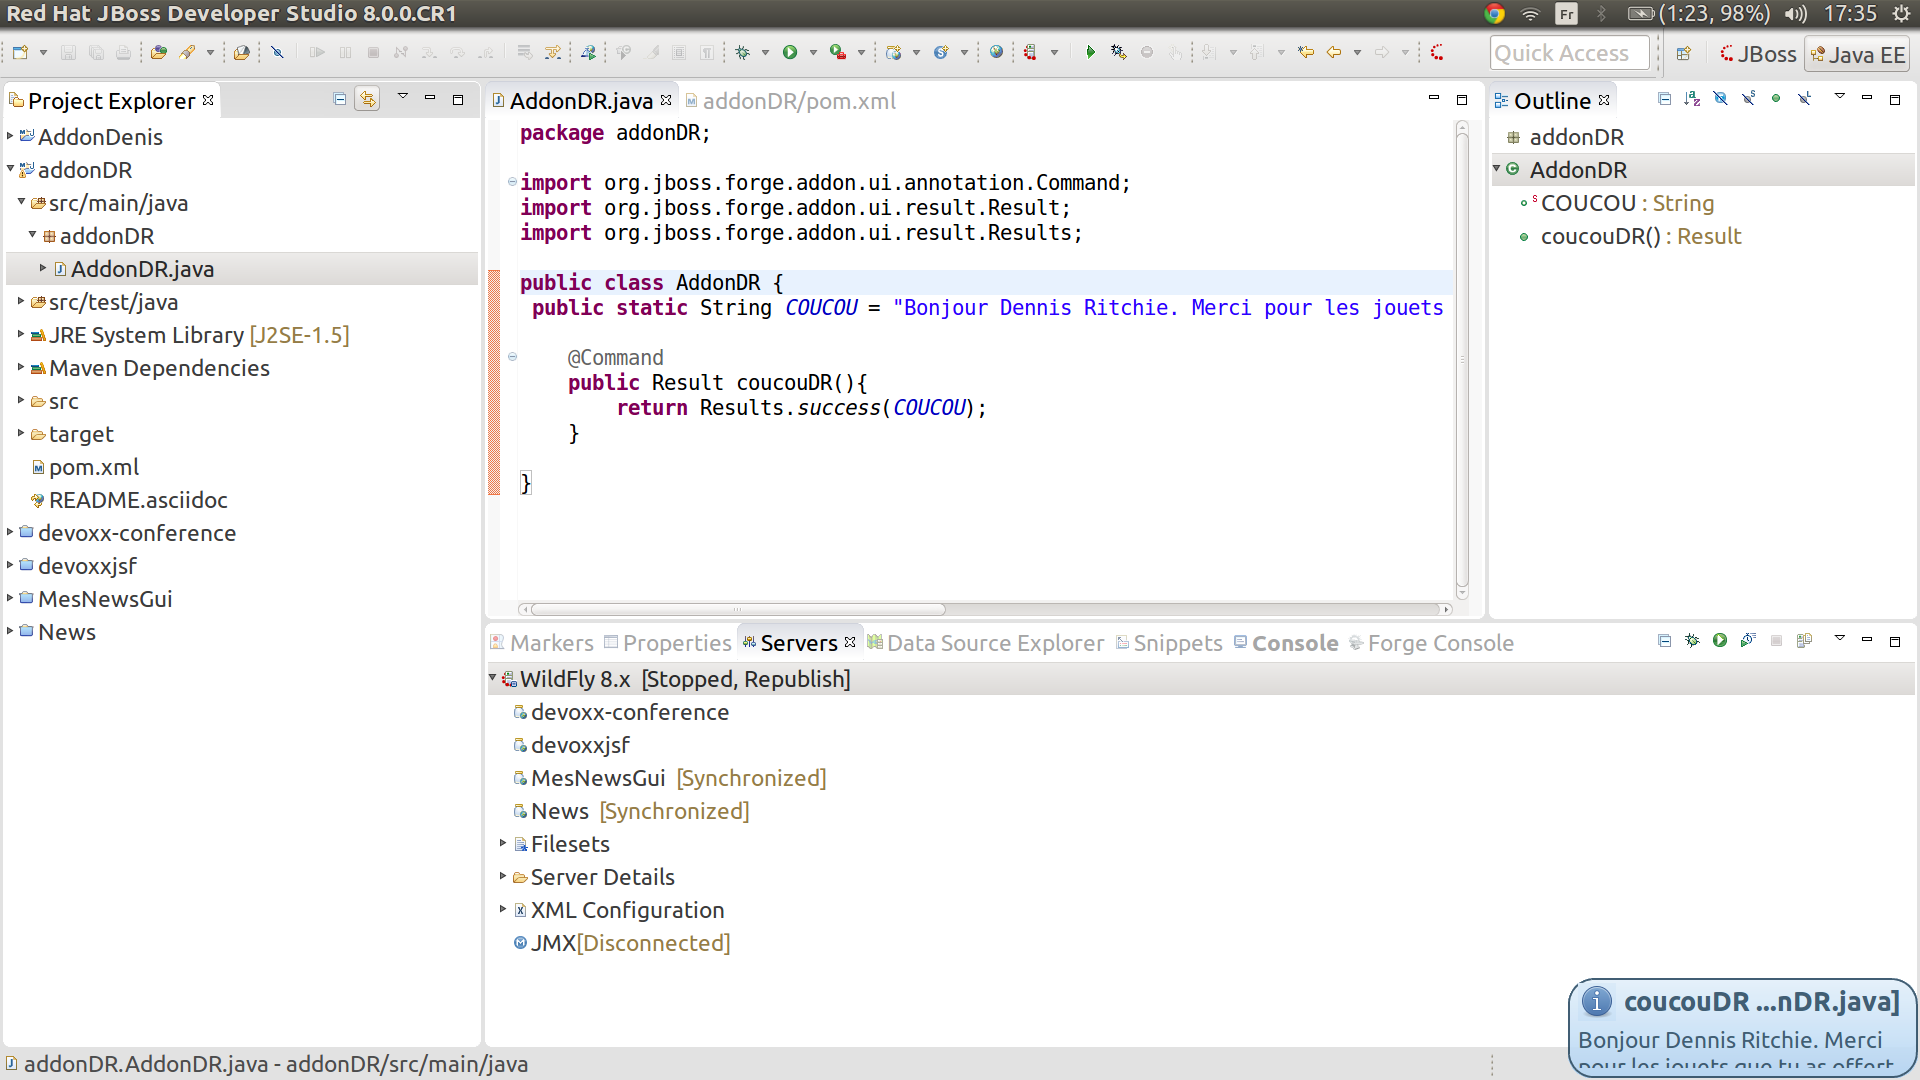 Red Hat JBoss Developer Studio 8.0.0.CR1
Fr (1:23, 98%) 17:35
Quick Access
JBoss
Java EE
Project Explorer
AddonDenis
addonDR
src/main/java
addonDR
AddonDR.java
src/test/java
JRE System Library [J2SE-1.5]
Maven Dependencies
src
target
pom.xml
README.asciidoc
devoxx-conference
devoxxjsf
MesNewsGui
News
AddonDR.java
addonDR/pom.xml
package addonDR;
import org.jboss.forge.addon.ui.annotation.Command;
import org.jboss.forge.addon.ui.result.Result;
import org.jboss.forge.addon.ui.result.Results;
public class AddonDR {
public static String COUCOU = "Bonjour Dennis Ritchie. Merci pour les jouets
@Command
public Result coucouDR(){
return Results.success(COUCOU);
}
}
Outline
addonDR
AddonDR
COUCOU : String
coucouDR() : Result
Markers
Properties
Servers
Data Source Explorer
Snippets
Console
Forge Console
WildFly 8.x [Stopped, Republish]
devoxx-conference
devoxxjsf
MesNewsGui [Synchronized]
News [Synchronized]
Filesets
Server Details
XML Configuration
JMX[Disconnected]
coucouDR ...nDR.java]
Bonjour Dennis Ritchie. Merci
pour les jouets que tu as offert
addonDR.AddonDR.java - addonDR/src/main/java